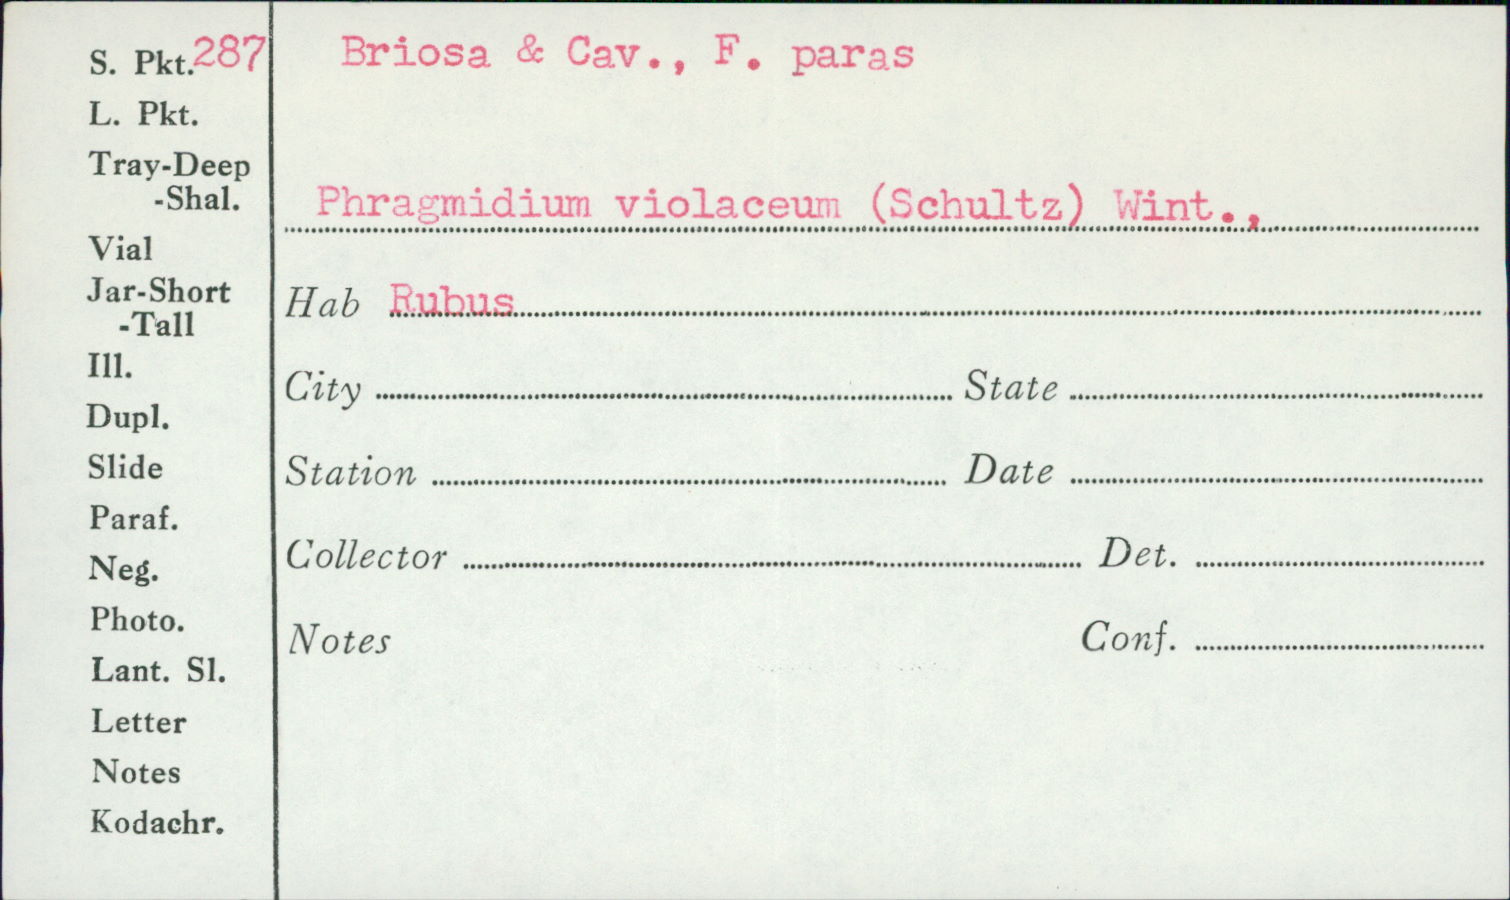 S. Pkt.287
L. Pkt.
Tray-Deep
-Shal.
Vial
Jar-Short
-Tall
Ill.
Dupl.
Slide
Paraf.
Neg.
Photo.
Lant. Sl.
Letter
Notes
Kodachr.
Briosa & Cav., F. paras
Phragmidium violaceum (Schultz) Wint.,
Hab Rubus
City State
Station Date
Collector Det.
Notes Conf.